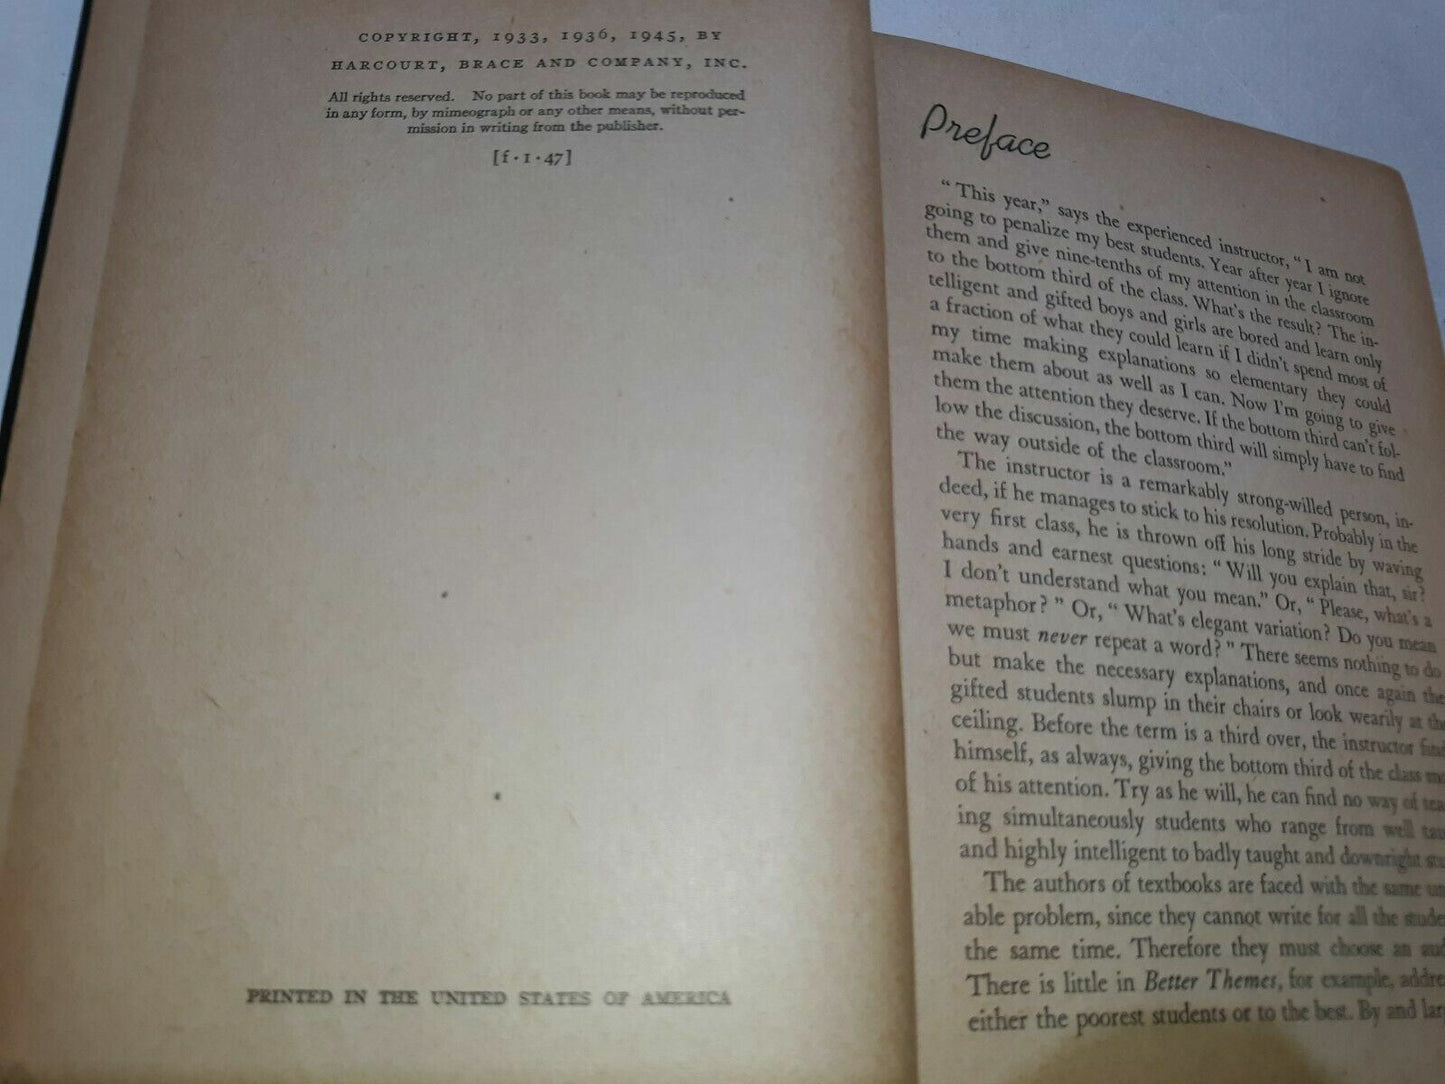 COPYRIGHT, 1933, 1936, 1945, BY
HARCOURT, BRACE AND COMPANY, INC.
All rights reserved. No part of this book may be reproduced
in any form, by mimeograph or any other means, without per-
mission in writing from the publisher.
[f · 1 · 47]
PRINTED IN THE UNITED STATES OF AMERICA
Preface
“ This year,” says the experienced instructor, “ I am not
going to penalize my best students. Year after year I ignore
them and give nine-tenths of my attention in the classroom
to the bottom third of the class. What's the result? The in-
telligent and gifted boys and girls are bored and learn only
a fraction of what they could learn if I didn't spend most of
my time making explanations so elementary they could
make them about as well as I can. Now I'm going to give
them the attention they deserve. If the bottom third can't fol-
low the discussion, the bottom third will simply have to find
the way outside of the classroom.”
The instructor is a remarkably strong-willed person, in-
deed, if he manages to stick to his resolution. Probably in the
very first class, he is thrown off his long stride by waving
hands and earnest questions: “ Will you explain that, sir?
I don't understand what you mean.” Or, “ Please, what's a
metaphor? ” Or, “ What's elegant variation? Do you mean
we must never repeat a word? ” There seems nothing to do
but make the necessary explanations, and once again the
gifted students slump in their chairs or look wearily at the
ceiling. Before the term is a third over, the instructor
himself, as always, giving the bottom third of the class
of his attention. Try as he will, he can find no way of
ing simultaneously students who range from well
and highly intelligent to badly taught and downright
The authors of textbooks are faced with the same
able problem, since they cannot write for all the
the same time. Therefore they must choose an
There is little in Better Themes, for example,
either the poorest students or to the best. By and